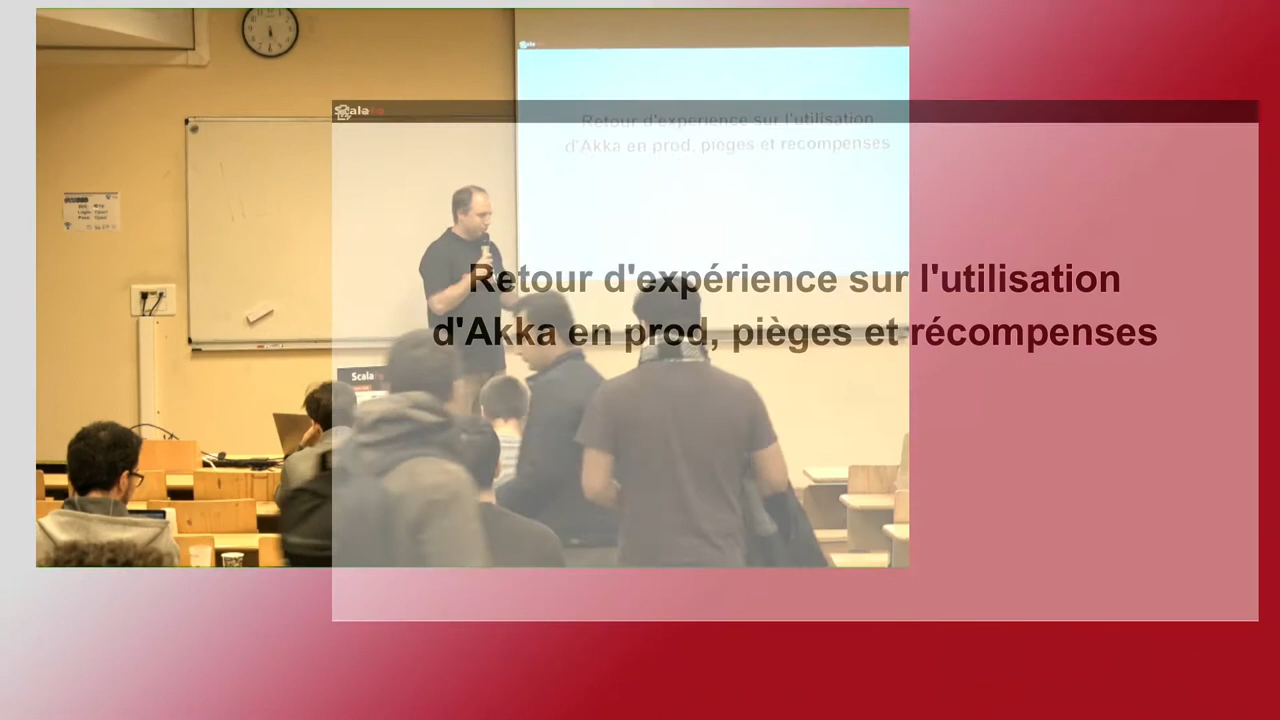 Scala
Retour d'expérience sur l'utilisation
d'Akka en prod, pièges et récompenses
Retour d'expérience sur l'utilisation
d'Akka en prod, pièges et récompenses
Scala